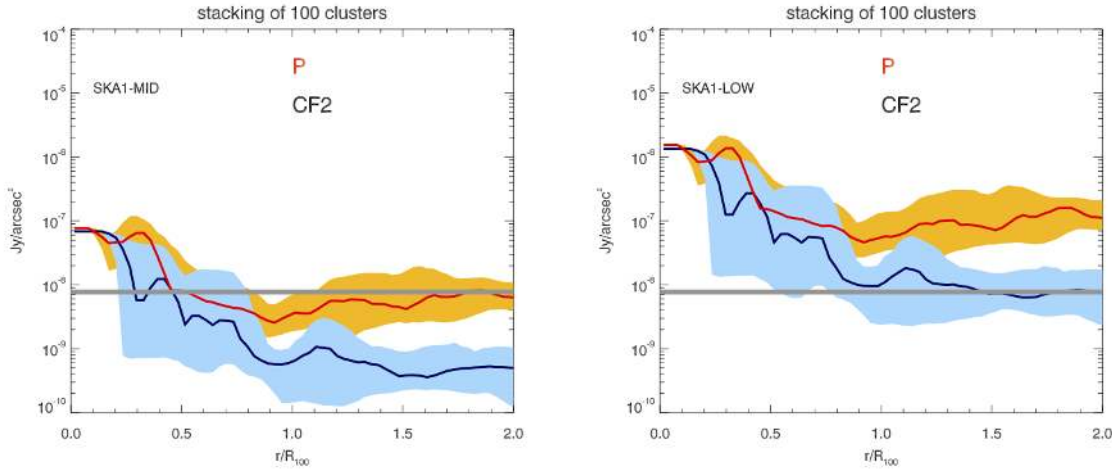 stacking of 100 clusters
10⁻⁴
10⁻⁵
10⁻⁶
10⁻⁷
10⁻⁸
10⁻⁹
10⁻¹⁰
Jy/arcsec²
SKA1-MID
P
CF2
0.0 0.5 1.0 1.5 2.0
r/R₁₀₀
stacking of 100 clusters
10⁻⁴
10⁻⁵
10⁻⁶
10⁻⁷
10⁻⁸
10⁻⁹
10⁻¹⁰
Jy/arcsec²
SKA1-LOW
P
CF2
0.0 0.5 1.0 1.5 2.0
r/R₁₀₀